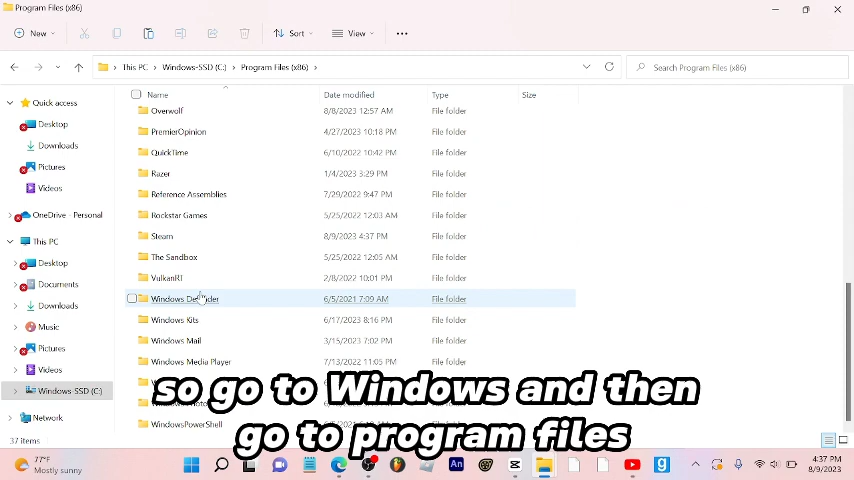 Program Files (x86)
New
Sort
View
This PC > Windows-SSD (C:) > Program Files (x86) >
Search Program Files (x86)
Name
Date modified
Type
Size
Quick access
Desktop
Downloads
Pictures
Videos
OneDrive - Personal
This PC
Desktop
Documents
Downloads
Music
Pictures
Videos
Windows-SSD (C:)
Network
Overwolf 8/8/2023 12:57 AM File folder
PremierOpinion 4/27/2023 10:18 PM File folder
QuickTime 6/10/2022 10:42 PM File folder
Razer 1/4/2023 3:29 PM File folder
Reference Assemblies 7/29/2022 9:47 PM File folder
Rockstar Games 5/25/2022 12:03 AM File folder
Steam 8/9/2023 4:37 PM File folder
The Sandbox 5/25/2022 12:05 AM File folder
VulkanRT 2/8/2022 10:01 PM File folder
Windows Defender 6/5/2021 7:09 AM File folder
Windows Kits 6/17/2023 8:16 PM File folder
Windows Mail 3/15/2023 7:02 PM File folder
Windows Media Player 7/13/2022 11:05 PM File folder
WindowsPowerShell File folder
so go to Windows and then
go to program files
37 items
77°F
Mostly sunny
An
4:37 PM
8/9/2023